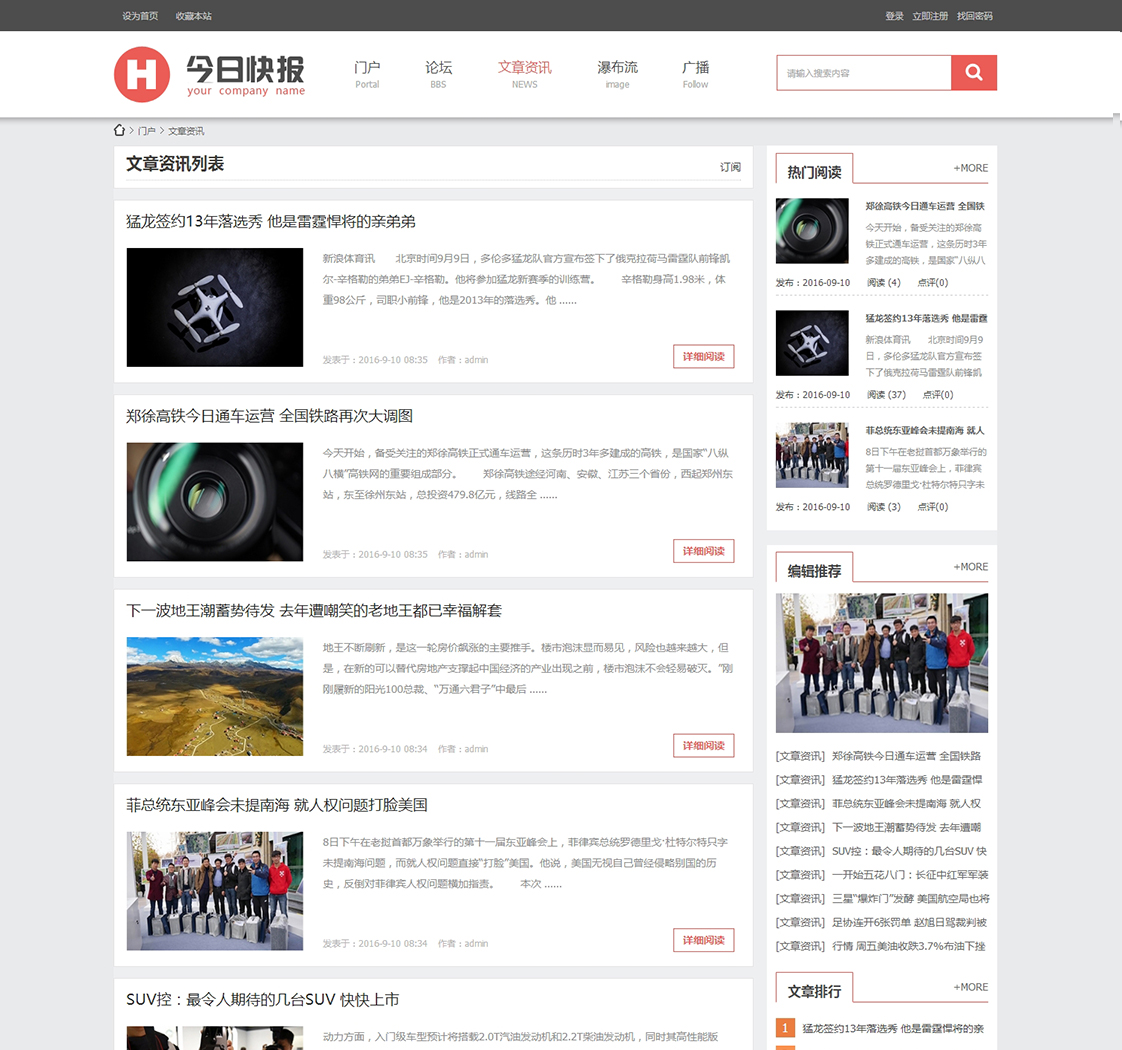 设为首页 收藏本站
登录 立即注册 找回密码
H 今日快报
your company name
门户 论坛 文章资讯 瀑布流 广播
Portal BBS NEWS image Follow
请输入搜索内容
门户 > 文章资讯
文章资讯列表
订阅
猛龙签约13年落选秀 他是雷霆悍将的亲弟弟
新浪体育讯 北京时间9月9日，多伦多猛龙队官方宣布签下了俄克拉荷马雷霆队前锋凯
尔-辛格勒的弟弟EJ-辛格勒。他将参加猛龙新赛季的训练营。 辛格勒身高1.98米，体
重98公斤，司职小前锋，他是2013年的落选秀。他 ......
发表于：2016-9-10 08:35 作者：admin
详细阅读
郑徐高铁今日通车运营 全国铁路再次大调图
今天开始，备受关注的郑徐高铁正式通车运营，这条历时3年多建成的高铁，是国家“八纵
八横”高铁网的重要组成部分。 郑徐高铁途经河南、安徽、江苏三个省份，西起郑州东
站，东至徐州东站，总投资479.8亿元，线路全 ......
发表于：2016-9-10 08:35 作者：admin
详细阅读
下一波地王潮蓄势待发 去年遭嘲笑的老地王都已幸福解套
地王不断刷新，是这一轮房价飙涨的主要推手。楼市泡沫显而易见，风险也越来越大，但
是，在新的可以替代房地产支撑起中国经济的产业出现之前，楼市泡沫不会轻易破灭。“刚
刚履新的阳光100总裁、“万通六君子”中最后 ......
发表于：2016-9-10 08:34 作者：admin
详细阅读
菲总统东亚峰会未提南海 就人权问题打脸美国
8日下午在老挝首都万象举行的第十一届东亚峰会上，菲律宾总统罗德里戈·杜特尔特只字
未提南海问题，而就人权问题直接“打脸”美国。他说，美国无视自己曾经侵略别国的历
史，反倒对菲律宾人权问题横加指责。 本次 ......
发表于：2016-9-10 08:34 作者：admin
详细阅读
SUV控：最令人期待的几台SUV 快快上市
动力方面，入门级车型预计将搭载2.0T汽油发动机和2.2T柴油发动机，同时其高性能版
热门阅读
+MORE
郑徐高铁今日通车运营 全国铁
今天开始，备受关注的郑徐高
铁正式通车运营，这条历时3年
多建成的高铁，是国家“八纵八
发布：2016-09-10 阅读 (4) 点评(0)
猛龙签约13年落选秀 他是雷霆
新浪体育讯 北京时间9月9
日，多伦多猛龙队官方宣布签
下了俄克拉荷马雷霆队前锋凯
发布：2016-09-10 阅读 (37) 点评(0)
菲总统东亚峰会未提南海 就人
8日下午在老挝首都万象举行的
第十一届东亚峰会上，菲律宾
总统罗德里戈·杜特尔特只字未
发布：2016-09-10 阅读 (3) 点评(0)
编辑推荐
+MORE
[文章资讯] 郑徐高铁今日通车运营 全国铁路
[文章资讯] 猛龙签约13年落选秀 他是雷霆悍
[文章资讯] 菲总统东亚峰会未提南海 就人权
[文章资讯] 下一波地王潮蓄势待发 去年遭嘲
[文章资讯] SUV控：最令人期待的几台SUV 快
[文章资讯] 一开始五花八门：长征中红军军装
[文章资讯] 三星“爆炸门”发酵 美国航空局也将
[文章资讯] 足协连开6张罚单 赵旭日骂裁判被
[文章资讯] 行情 周五美油收跌3.7%布油下挫
文章排行
+MORE
1 猛龙签约13年落选秀 他是雷霆悍将的亲